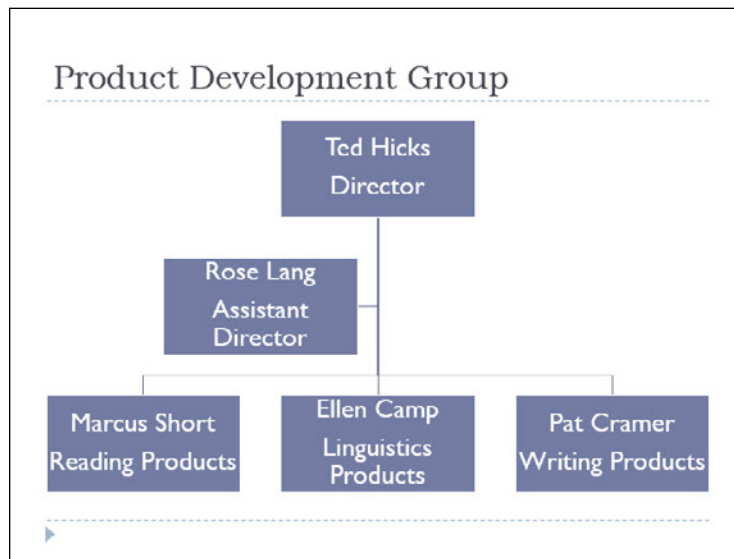 Product Development Group
Ted Hicks
Director
Rose Lang
Assistant
Director
Marcus Short
Reading Products
Ellen Camp
Linguistics
Products
Pat Cramer
Writing Products